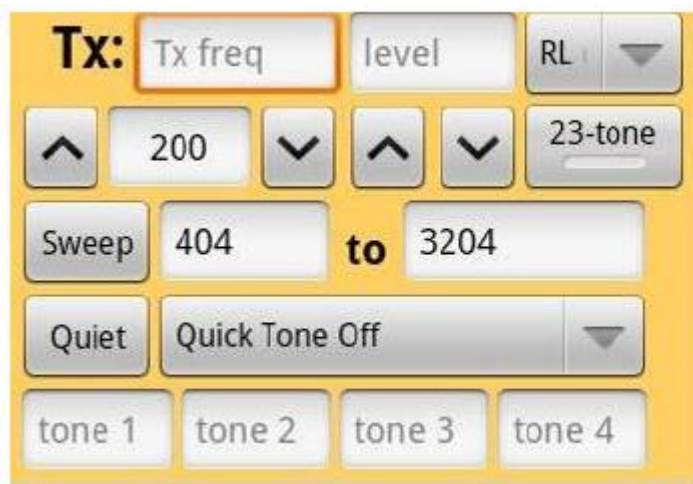 Tx: Tx freq level RL
200 23-tone
Sweep 404 to 3204
Quiet Quick Tone Off
tone 1 tone 2 tone 3 tone 4